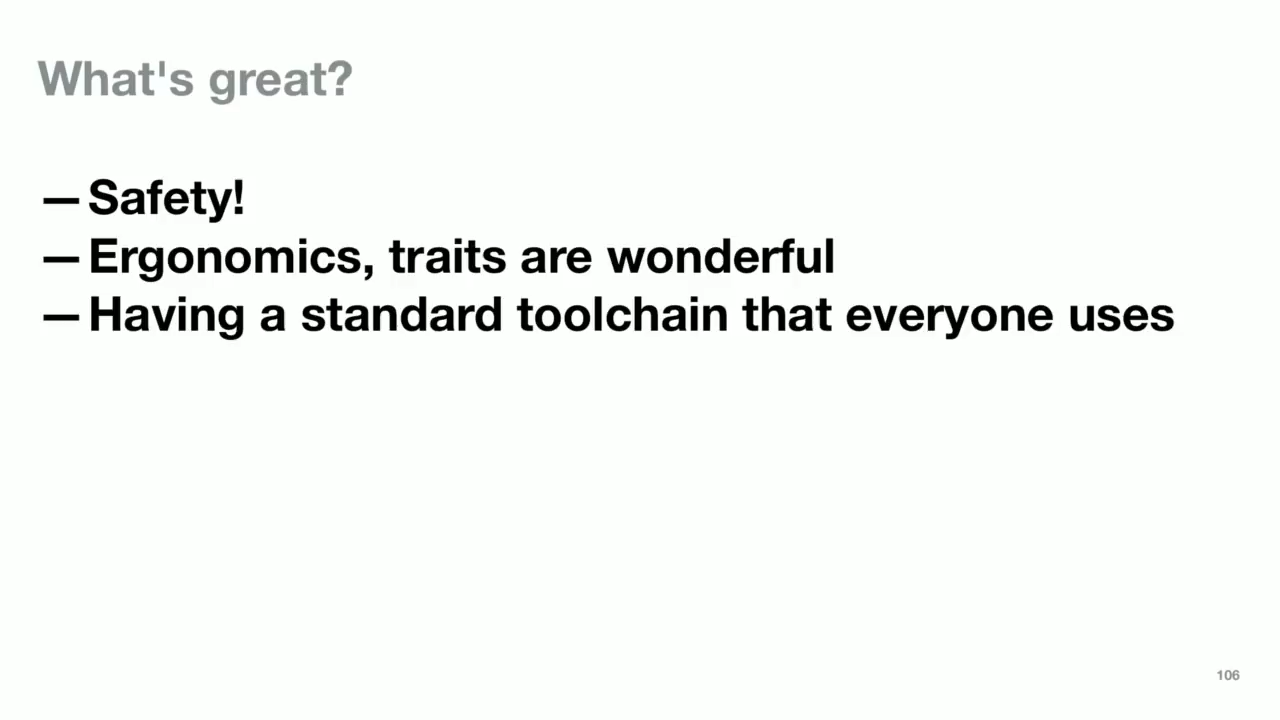 What's great?
— Safety!
— Ergonomics, traits are wonderful
— Having a standard toolchain that everyone uses
106